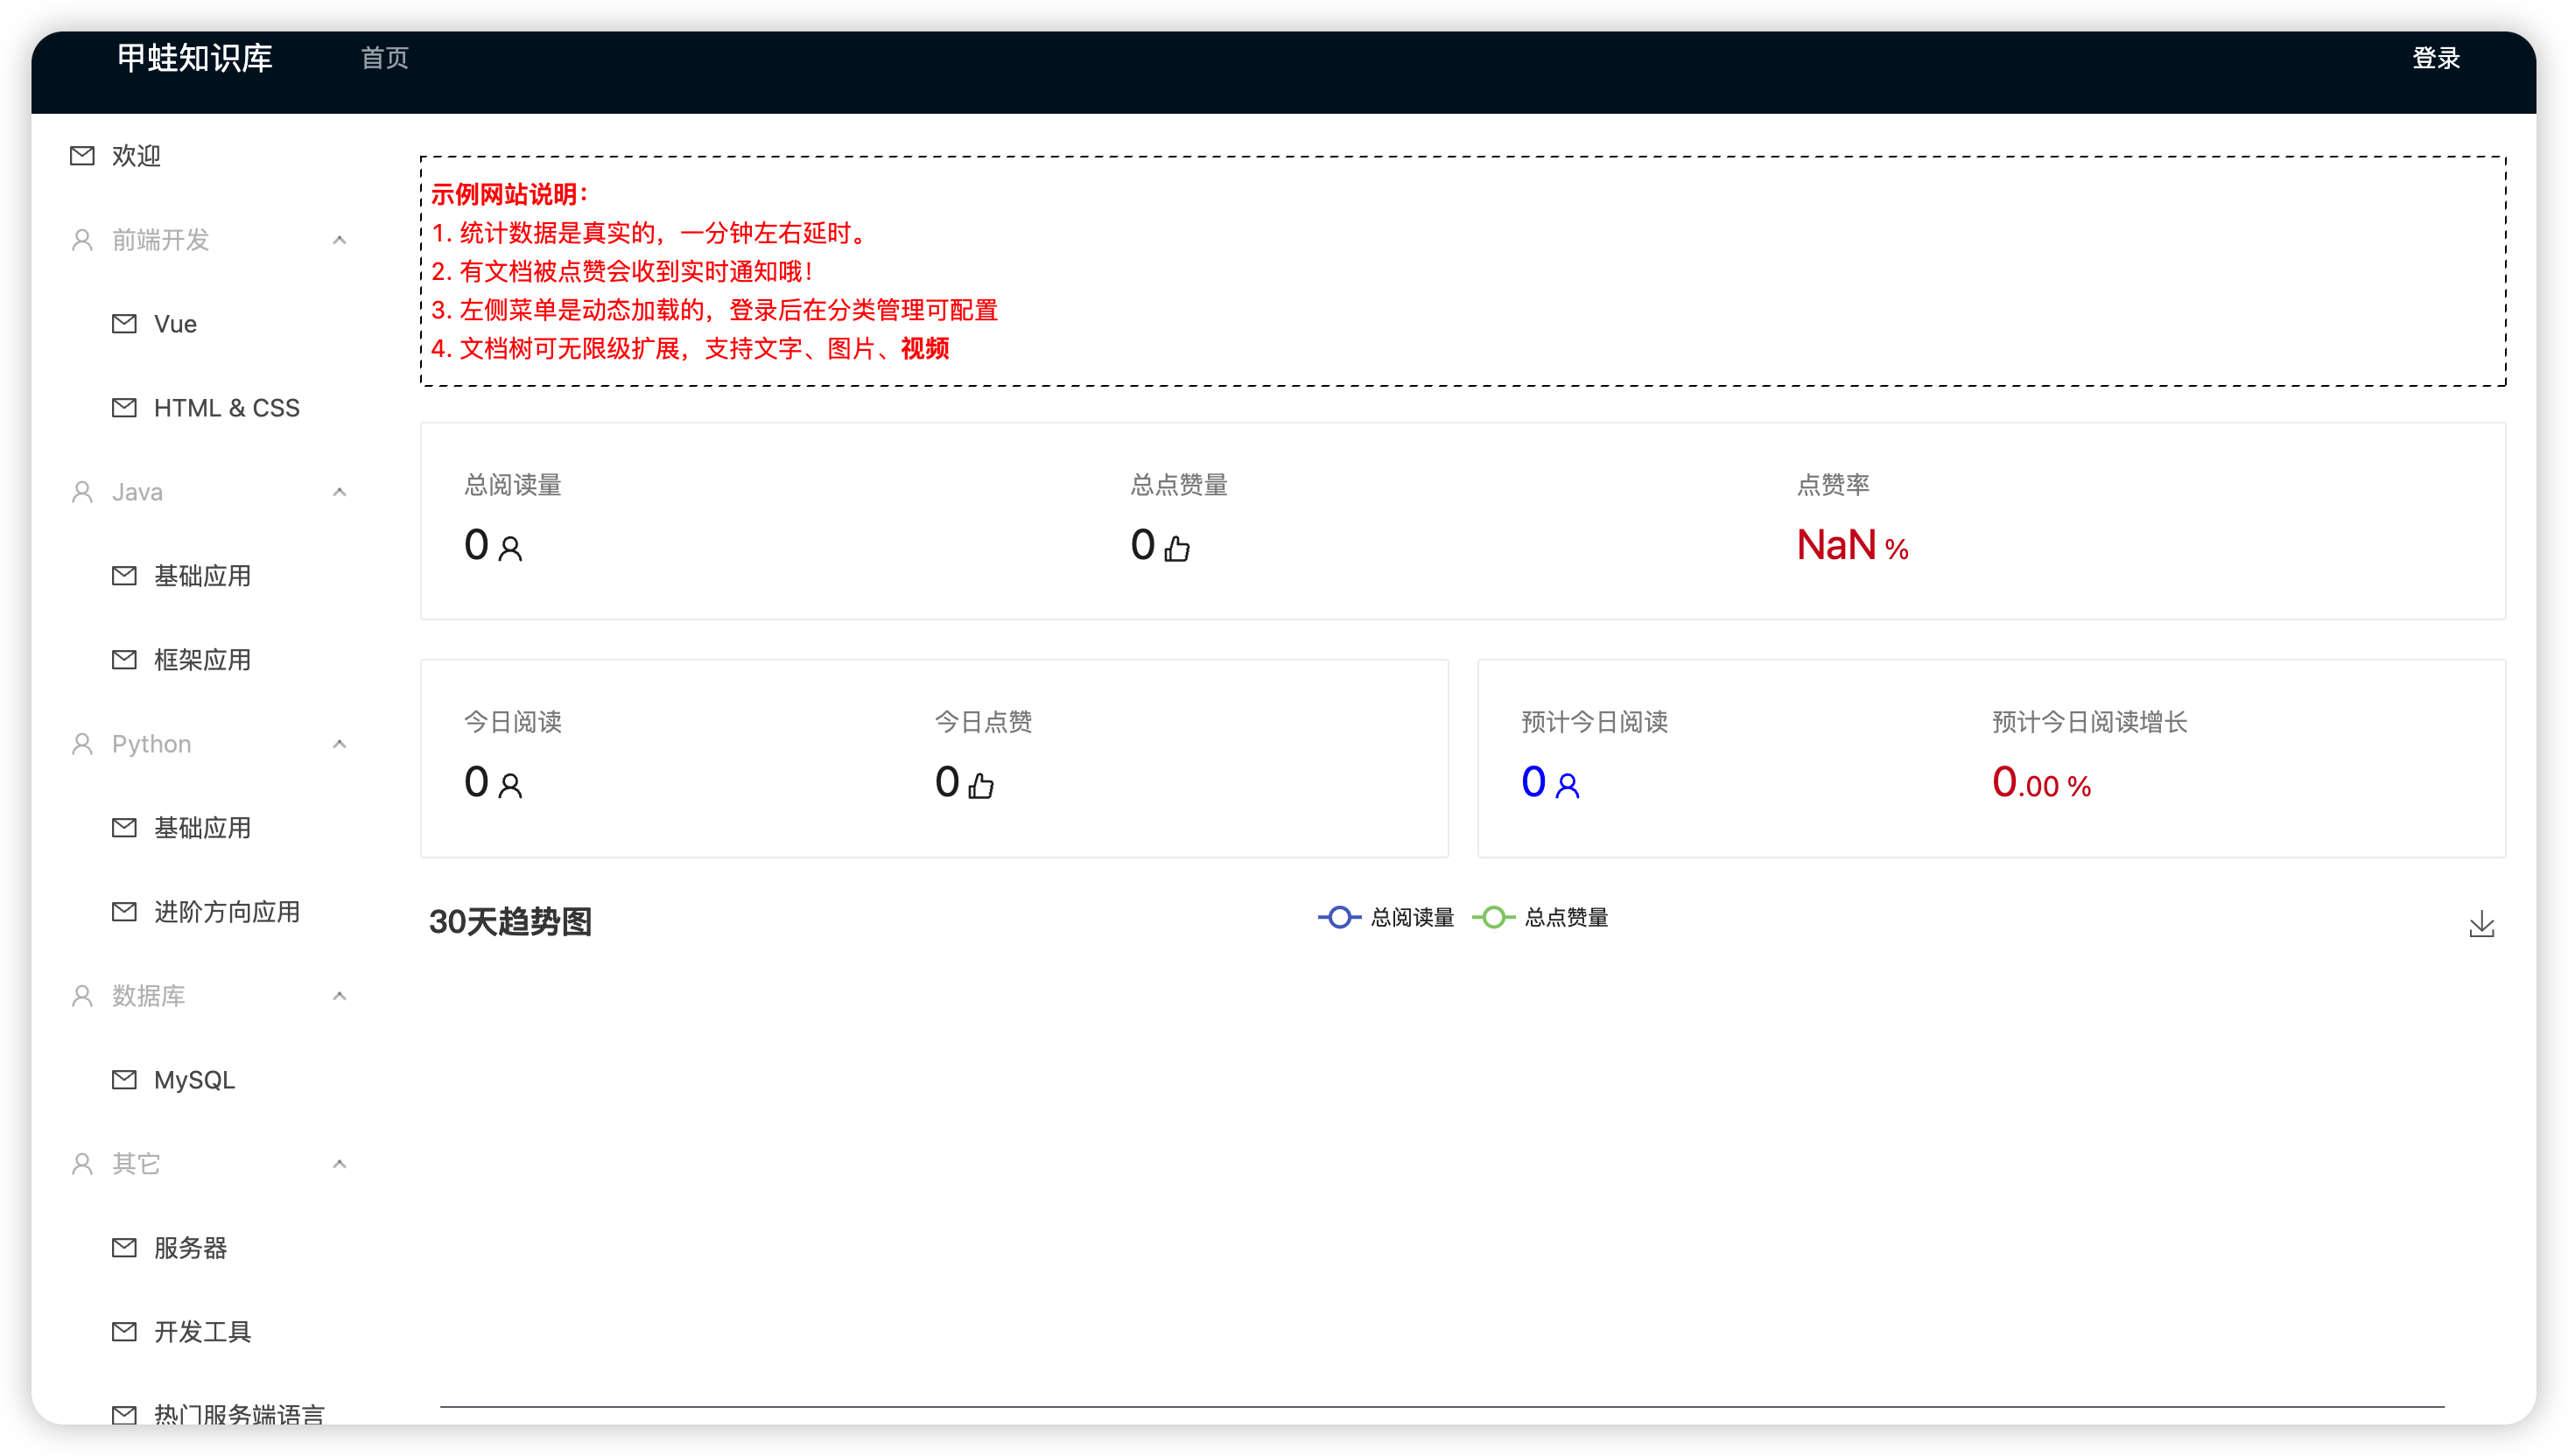 甲蛙知识库 首页 登录
欢迎
前端开发
Vue
HTML & CSS
Java
基础应用
框架应用
Python
基础应用
进阶方向应用
数据库
MySQL
其它
服务器
开发工具
热门服务端语言
示例网站说明：
1. 统计数据是真实的，一分钟左右延时。
2. 有文档被点赞会收到实时通知哦！
3. 左侧菜单是动态加载的，登录后在分类管理可配置
4. 文档树可无限级扩展，支持文字、图片、视频
总阅读量 总点赞量 点赞率
0 0 NaN %
今日阅读 今日点赞 预计今日阅读 预计今日阅读增长
0 0 0 0.00 %
30天趋势图 总阅读量 总点赞量